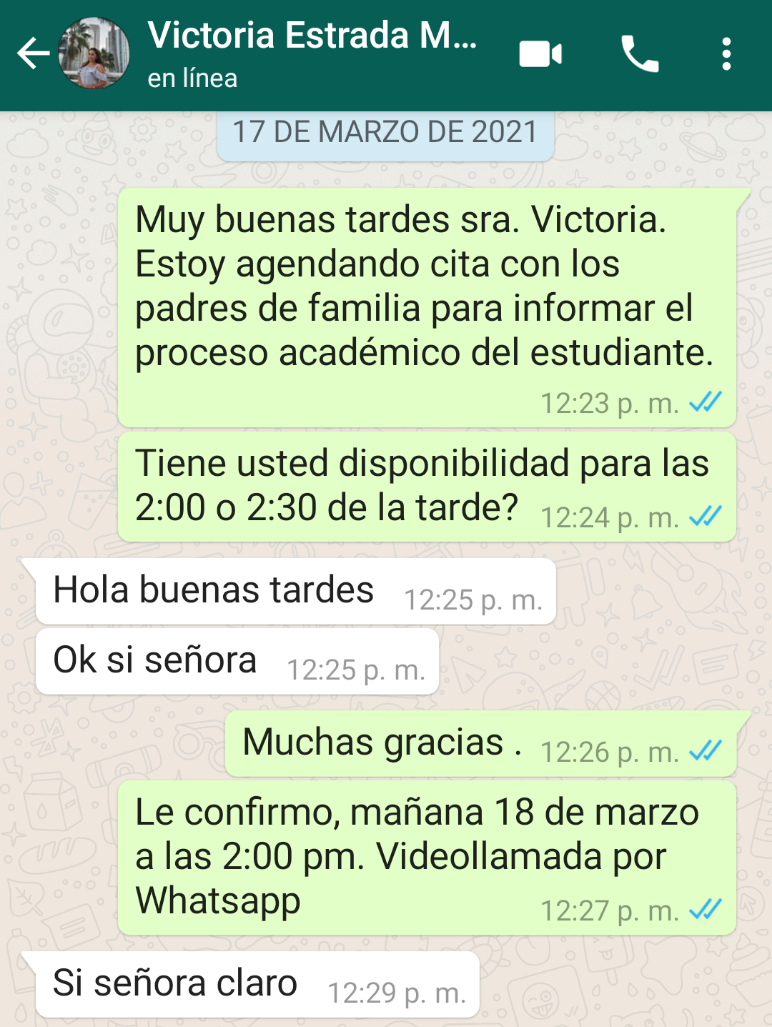 Victoria Estrada M...
en línea
17 DE MARZO DE 2021
Muy buenas tardes sra. Victoria.
Estoy agendando cita con los
padres de familia para informar el
proceso académico del estudiante.
12:23 p. m.
Tiene usted disponibilidad para las
2:00 o 2:30 de la tarde? 12:24 p. m.
Hola buenas tardes 12:25 p. m.
Ok si señora 12:25 p. m.
Muchas gracias . 12:26 p. m.
Le confirmo, mañana 18 de marzo
a las 2:00 pm. Videollamada por
Whatsapp 12:27 p. m.
Si señora claro 12:29 p. m.